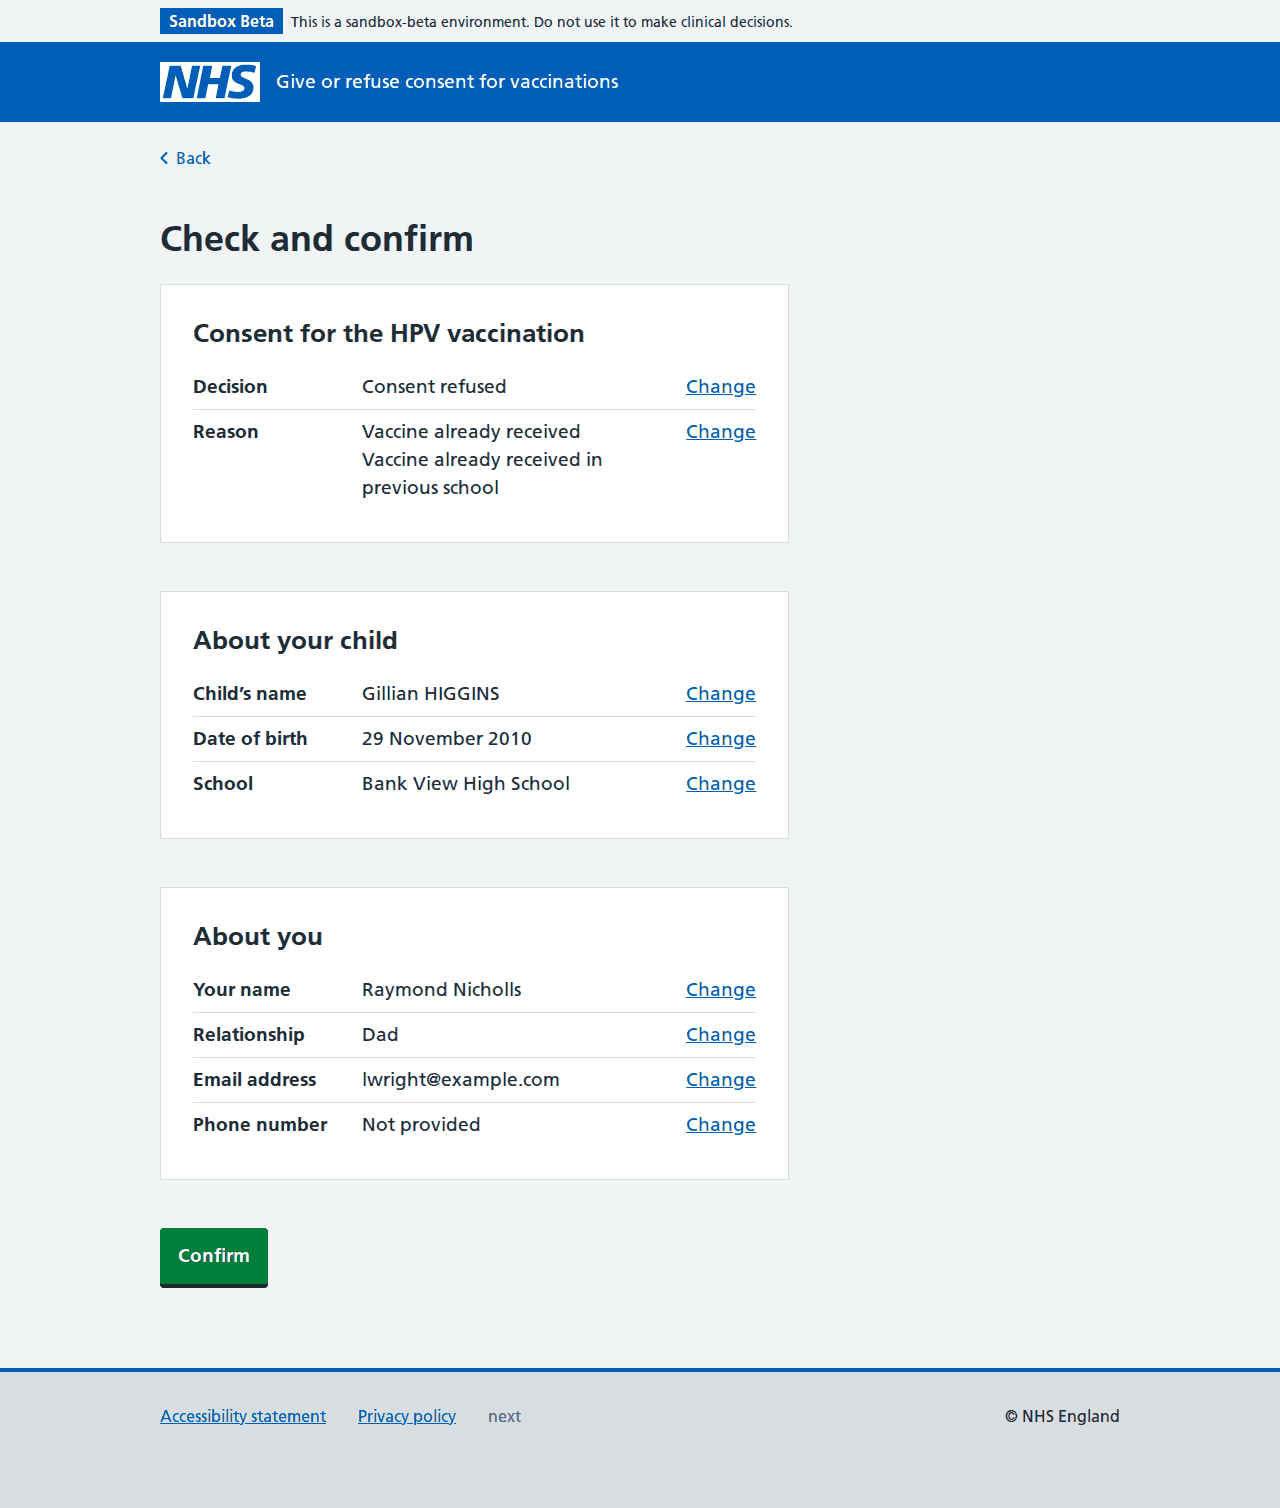 Sandbox Beta This is a sandbox-beta environment. Do not use it to make clinical decisions.
NHS Give or refuse consent for vaccinations
Back
Check and confirm
Consent for the HPV vaccination
Decision Consent refused Change
Reason Vaccine already received Change
Vaccine already received in
previous school
About your child
Child’s name Gillian HIGGINS Change
Date of birth 29 November 2010 Change
School Bank View High School Change
About you
Your name Raymond Nicholls Change
Relationship Dad Change
Email address lwright@example.com Change
Phone number Not provided Change
Confirm
Accessibility statement Privacy policy next © NHS England